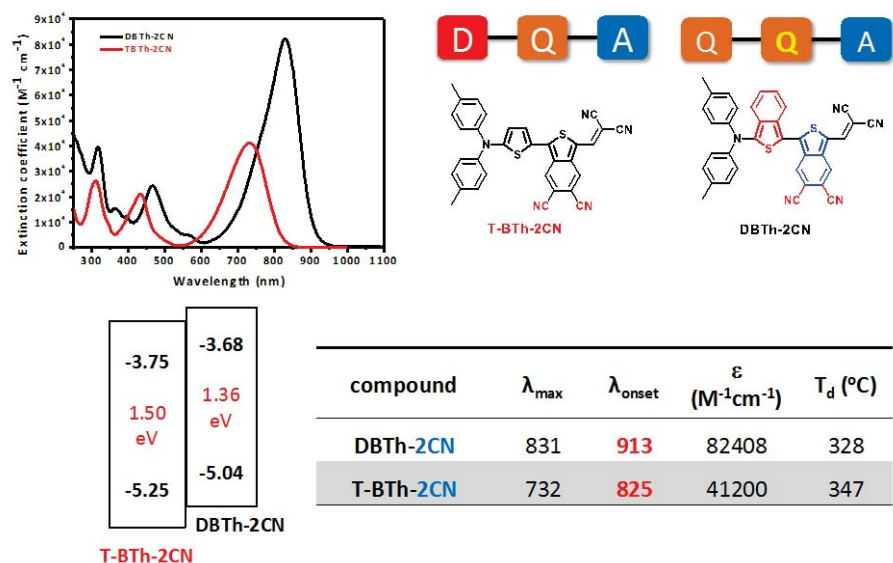 9x10⁴
8x10⁴
7x10⁴
6x10⁴
5x10⁴
4x10⁴
3x10⁴
2x10⁴
1x10⁴
0
Extinction coefficient (M⁻¹ cm⁻¹)
DBTh-2CN
TBTh-2CN
300 400 500 600 700 800 900 1000 1100
Wavelength (nm)
D Q A
Q Q A
N
S
S
CN
CN
NC
CN
T-BTh-2CN
N
S
S
CN
CN
NC
CN
DBTh-2CN
-3.75
1.50
eV
-5.25
T-BTh-2CN
-3.68
1.36
eV
-5.04
DBTh-2CN
compound λmax λonset ε (M⁻¹cm⁻¹) Td (°C)
DBTh-2CN 831 913 82408 328
T-BTh-2CN 732 825 41200 347